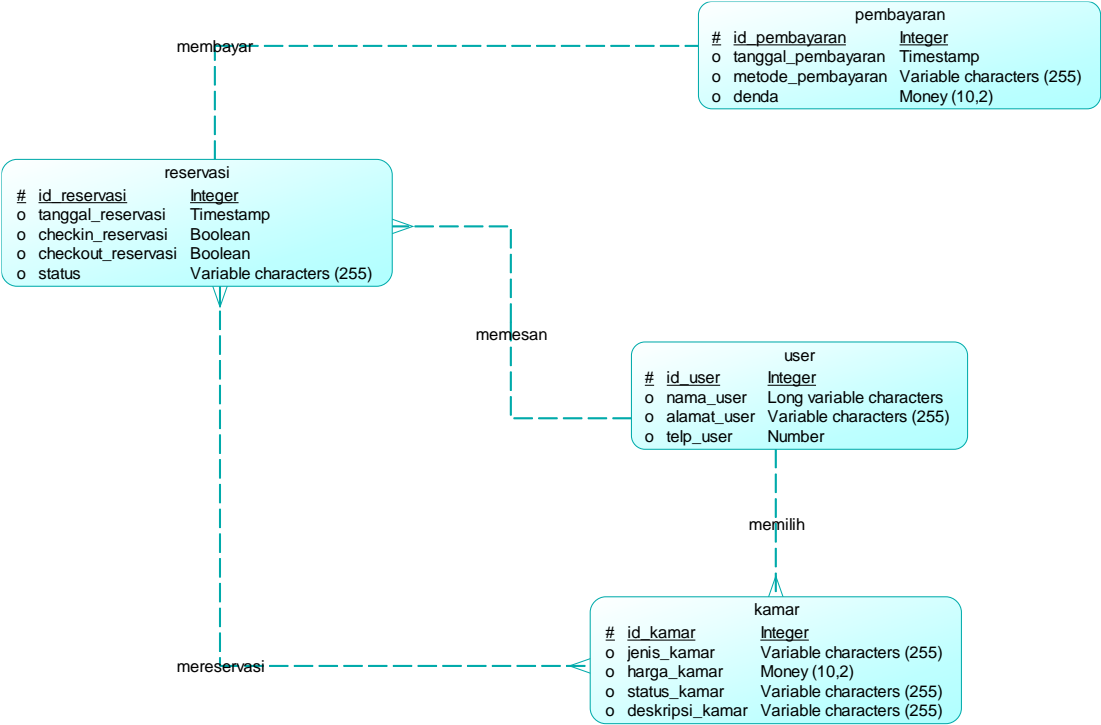 pembayaran
# id_pembayaran Integer
o tanggal_pembayaran Timestamp
o metode_pembayaran Variable characters (255)
o denda Money (10,2)
membayar
reservasi
# id_reservasi Integer
o tanggal_reservasi Timestamp
o checkin_reservasi Boolean
o checkout_reservasi Boolean
o status Variable characters (255)
memesan
user
# id_user Integer
o nama_user Long variable characters
o alamat_user Variable characters (255)
o telp_user Number
memilih
kamar
# id_kamar Integer
o jenis_kamar Variable characters (255)
o harga_kamar Money (10,2)
o status_kamar Variable characters (255)
o deskripsi_kamar Variable characters (255)
mereservasi